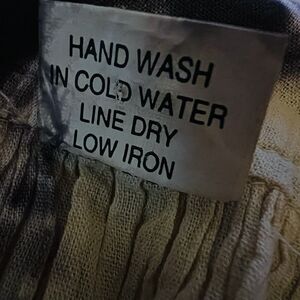 HAND WASH
IN COLD WATER
LINE DRY
LOW IRON